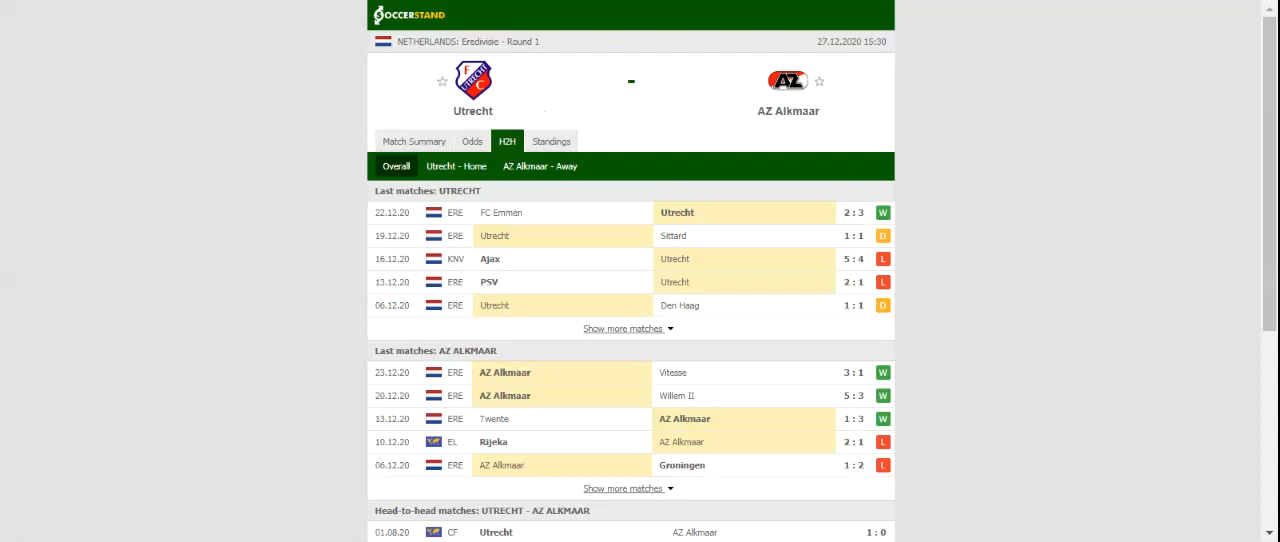 SOCCERSTAND
NETHERLANDS: Eredivisie - Round 1 27.12.2020 15:30
FC UTRECHT AZ
-
Utrecht AZ Alkmaar
Match Summary Odds H2H Standings
Overall Utrecht - Home AZ Alkmaar - Away
Last matches: UTRECHT
22.12.20 ERE FC Emmen Utrecht 2 : 3 W
19.12.20 ERE Utrecht Sittard 1 : 1 D
16.12.20 KNV Ajax Utrecht 5 : 4 L
13.12.20 ERE PSV Utrecht 2 : 1 L
06.12.20 ERE Utrecht Den Haag 1 : 1 D
Show more matches
Last matches: AZ ALKMAAR
23.12.20 ERE AZ Alkmaar Vitesse 3 : 1 W
20.12.20 ERE AZ Alkmaar Willem II 5 : 3 W
13.12.20 ERE Twente AZ Alkmaar 1 : 3 W
10.12.20 EL Rijeka AZ Alkmaar 2 : 1 L
06.12.20 ERE AZ Alkmaar Groningen 1 : 2 L
Show more matches
Head-to-head matches: UTRECHT - AZ ALKMAAR
01.08.20 CF Utrecht AZ Alkmaar 1 : 0